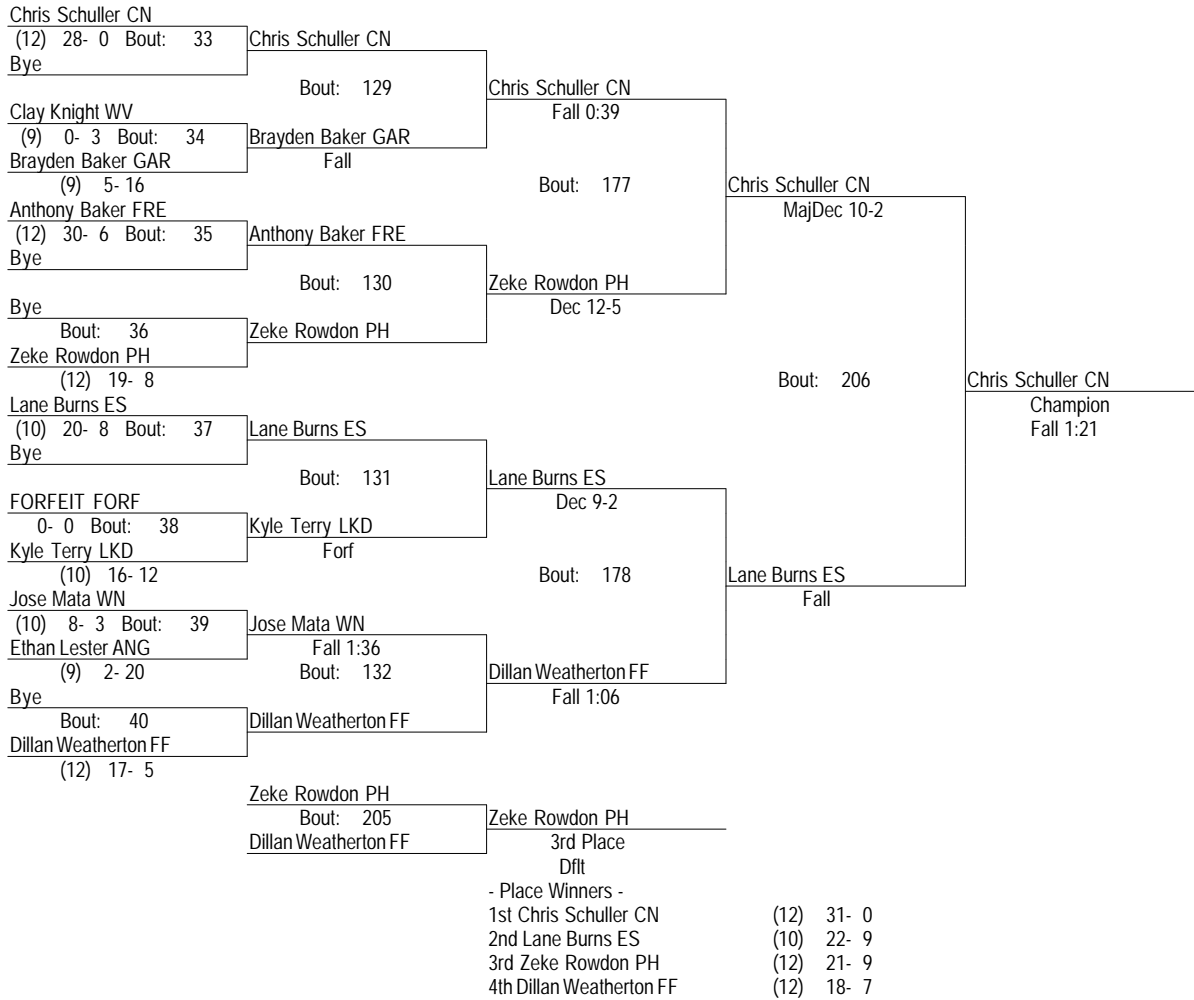 Chris Schuller CN
(12) 28- 0 Bout: 33
Chris Schuller CN
Bye
Bout: 129
Chris Schuller CN
Clay Knight WV
Fall 0:39
(9) 0- 3 Bout: 34
Brayden Baker GAR
Brayden Baker GAR
Fall
(9) 5- 16
Bout: 177
Chris Schuller CN
Anthony Baker FRE
MajDec 10-2
(12) 30- 6 Bout: 35
Anthony Baker FRE
Bye
Bout: 130
Zeke Rowdon PH
Bye
Dec 12-5
Bout: 36
Zeke Rowdon PH
Zeke Rowdon PH
(12) 19- 8
Bout: 206
Chris Schuller CN
Lane Burns ES
Champion
(10) 20- 8 Bout: 37
Lane Burns ES
Fall 1:21
Bye
Bout: 131
Lane Burns ES
FORFEIT FORF
Dec 9-2
0- 0 Bout: 38
Kyle Terry LKD
Kyle Terry LKD
Forf
(10) 16- 12
Bout: 178
Lane Burns ES
Jose Mata WN
Fall
(10) 8- 3 Bout: 39
Jose Mata WN
Ethan Lester ANG
Fall 1:36
(9) 2- 20
Bout: 132
Dillan Weatherton FF
Bye
Fall 1:06
Bout: 40
Dillan Weatherton FF
Dillan Weatherton FF
(12) 17- 5
Zeke Rowdon PH
Bout: 205
Zeke Rowdon PH
Dillan Weatherton FF
3rd Place
Dflt
- Place Winners -
1st Chris Schuller CN (12) 31- 0
2nd Lane Burns ES (10) 22- 9
3rd Zeke Rowdon PH (12) 21- 9
4th Dillan Weatherton FF (12) 18- 7